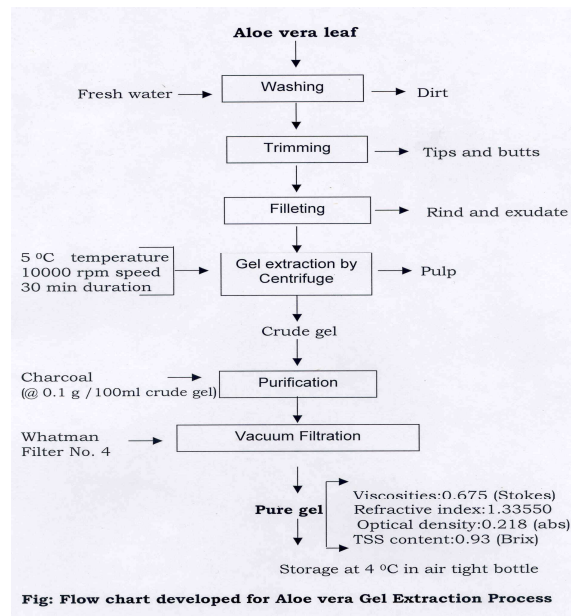 Aloe vera leaf
Fresh water
Washing
Dirt
Trimming
Tips and butts
Filleting
Rind and exudate
5 ⁰C temperature
10000 rpm speed
30 min duration
Gel extraction by
Centrifuge
Pulp
Crude gel
Charcoal
(@ 0.1 g /100ml crude gel)
Purification
Whatman
Filter No. 4
Vacuum Filtration
Pure gel
Viscosities:0.675 (Stokes)
Refractive index:1.33550
Optical density:0.218 (abs)
TSS content:0.93 (Brix)
Storage at 4 ⁰C in air tight bottle
Fig: Flow chart developed for Aloe vera Gel Extraction Process